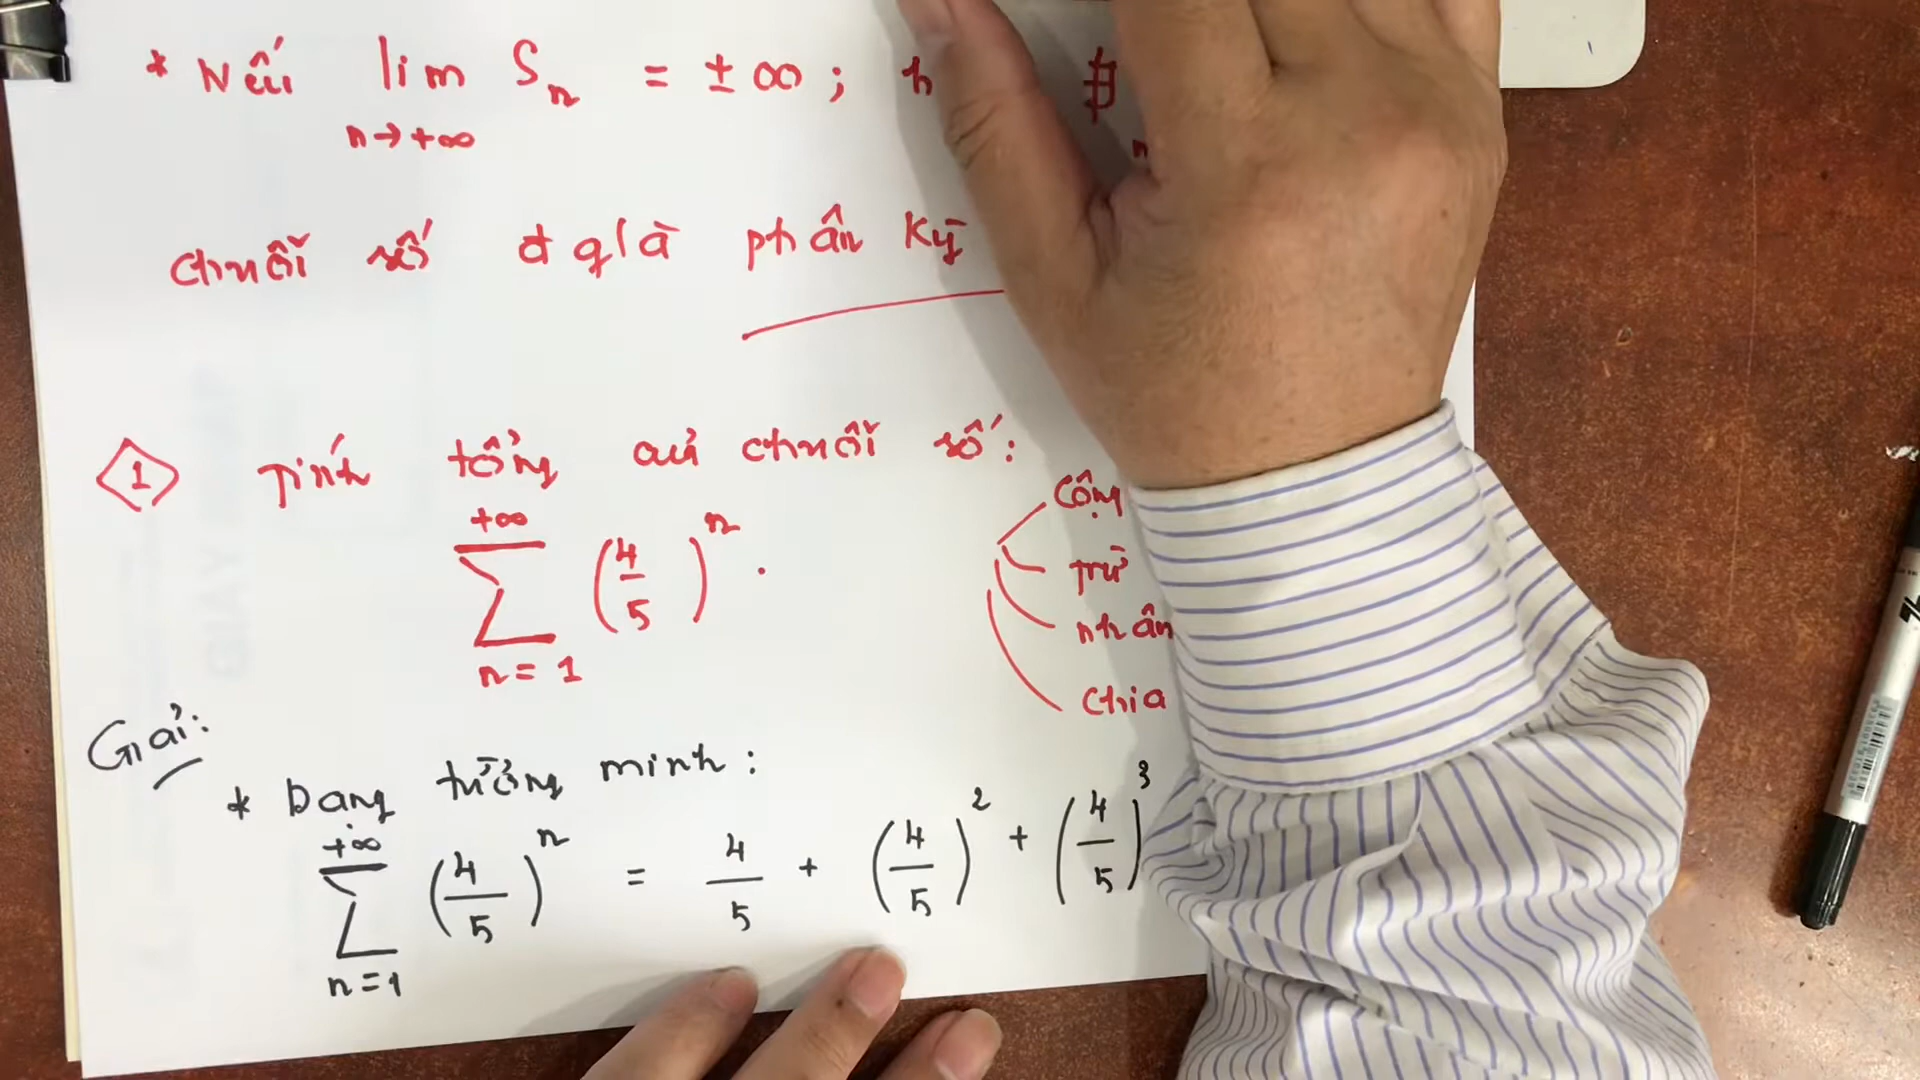 * Nếu lim Sₙ = ±∞; h ∄
n→+∞ n
chuỗi số đglà phân kỳ
1 Tính tổng của chuỗi số:
+∞
∑ (4/5)ⁿ.
n=1
Cộng
Trừ
nhân
Chia
Giải:
* Dạng tường minh:
+∞
∑ (4/5)ⁿ = 4/5 + (4/5)² + (4/5)³
n=1